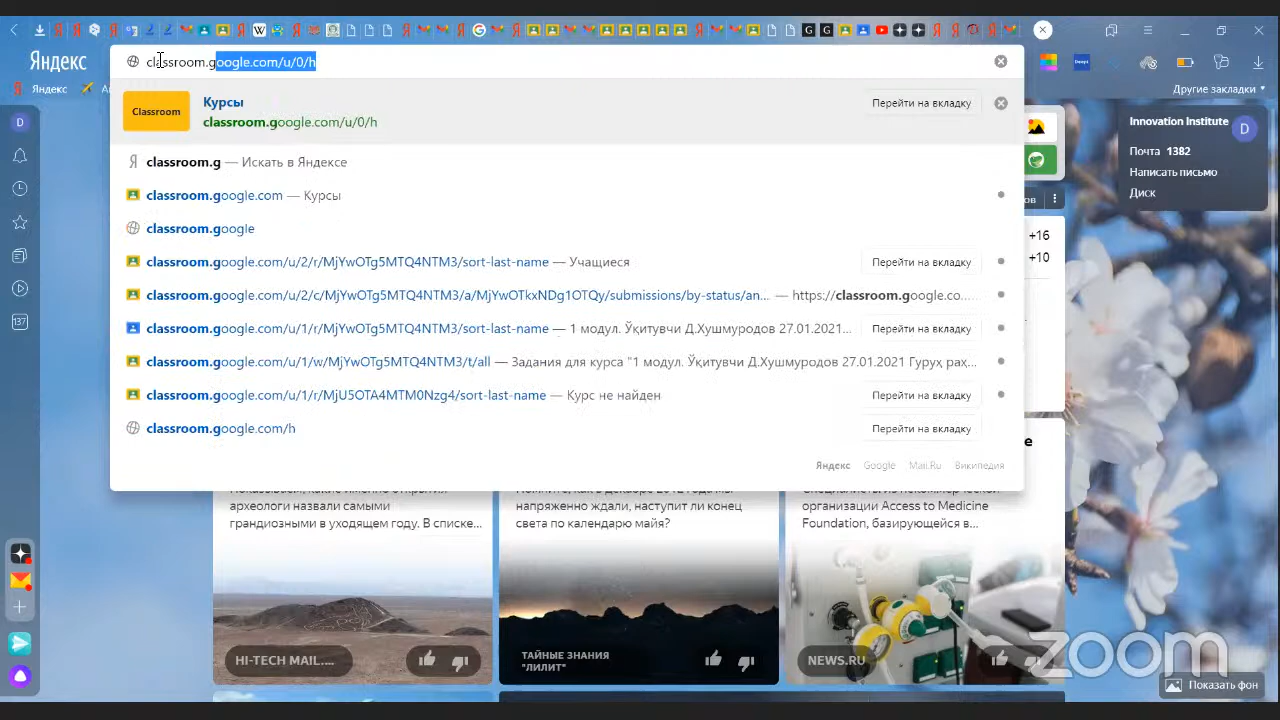 Яндекс
classroom.google.com/u/0/h
Яндекс
Classroom
Курсы
classroom.google.com/u/0/h
Перейти на вкладку
classroom.g — Искать в Яндексе
classroom.google.com — Курсы
classroom.google
classroom.google.com/u/2/r/MjYwOTg5MTQ4NTM3/sort-last-name — Учащиеся
Перейти на вкладку
classroom.google.com/u/2/c/MjYwOTg5MTQ4NTM3/a/MjYwOTkxNDg1OTQy/submissions/by-status/an... — https://classroom.google.co...
classroom.google.com/u/1/r/MjYwOTg5MTQ4NTM3/sort-last-name — 1 модул. Ўқитувчи Д.Хушмуродов 27.01.2021...
Перейти на вкладку
classroom.google.com/u/1/w/MjYwOTg5MTQ4NTM3/t/all — Задания для курса "1 модул. Ўқитувчи Д.Хушмуродов 27.01.2021 Гуруҳ раҳ...
classroom.google.com/u/1/r/MjU5OTA4MTM0Nzg4/sort-last-name — Курс не найден
Перейти на вкладку
classroom.google.com/h
Перейти на вкладку
Яндекс Google Mail.Ru Википедия
Другие закладки
Innovation Institute
D
Почта 1382
Написать письмо
Диск
ов
+16
+10
е
D
137
археологи назвали самыми
грандиозными в уходящем году. В списке...
напряженно ждали, наступит ли конец
света по календарю майя?
организации Access to Medicine
Foundation, базирующейся в...
HI-TECH MAIL....
ТАЙНЫЕ ЗНАНИЯ
"ЛИЛИТ"
NEWS.RU
zoom
Показать фон